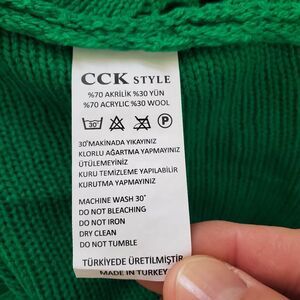 CCK STYLE
%70 AKRİLİK %30 YÜN
%70 ACRYLIC %30 WOOL
30° P
30°MAKİNADA YIKAYINIZ
KLORLU AĞARTMA YAPMAYINIZ
ÜTÜLEMEYİNİZ
KURU TEMİZLEME YAPILABİLİR
KURUTMA YAPMAYINIZ
MACHINE WASH 30°
DO NOT BLEACHING
DO NOT IRON
DRY CLEAN
DO NOT TUMBLE
TÜRKİYEDE ÜRETİLMİŞTİR
MADE IN TURKEY